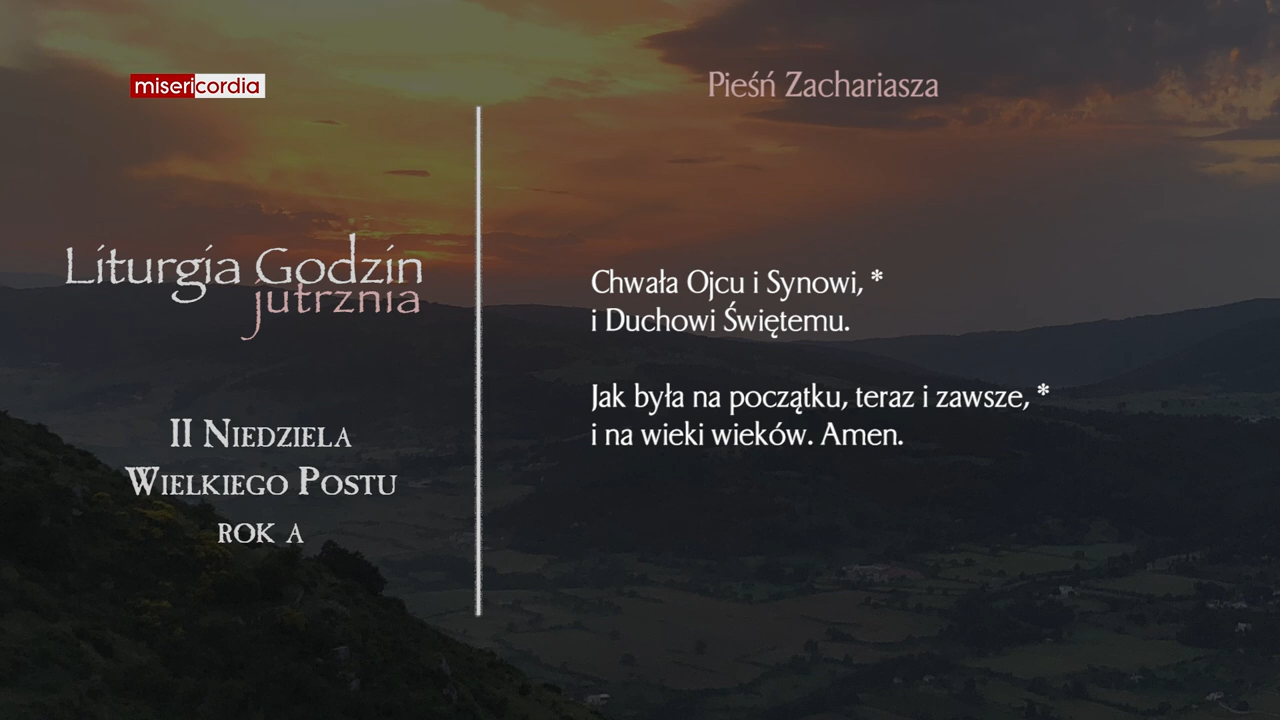 misericordia
Pieśń Zachariasza
Liturgia Godzin
jutrznia
II Niedziela
Wielkiego Postu
rok A
Chwała Ojcu i Synowi, *
i Duchowi Świętemu.
Jak była na początku, teraz i zawsze, *
i na wieki wieków. Amen.